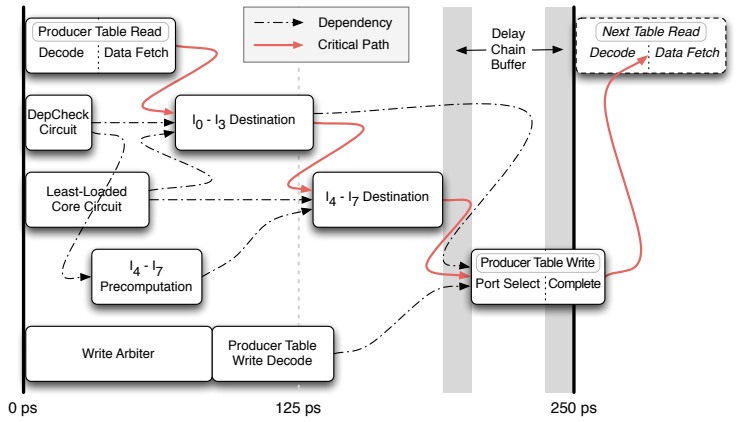 Producer Table Read
Decode Data Fetch
Dependency
Critical Path
Delay
Chain
Buffer
Next Table Read
Decode Data Fetch
DepCheck
Circuit
I0 - I3 Destination
Least-Loaded
Core Circuit
I4 - I7 Destination
I4 - I7
Precomputation
Producer Table Write
Port Select Complete
Write Arbiter
Producer Table
Write Decode
0 ps
125 ps
250 ps